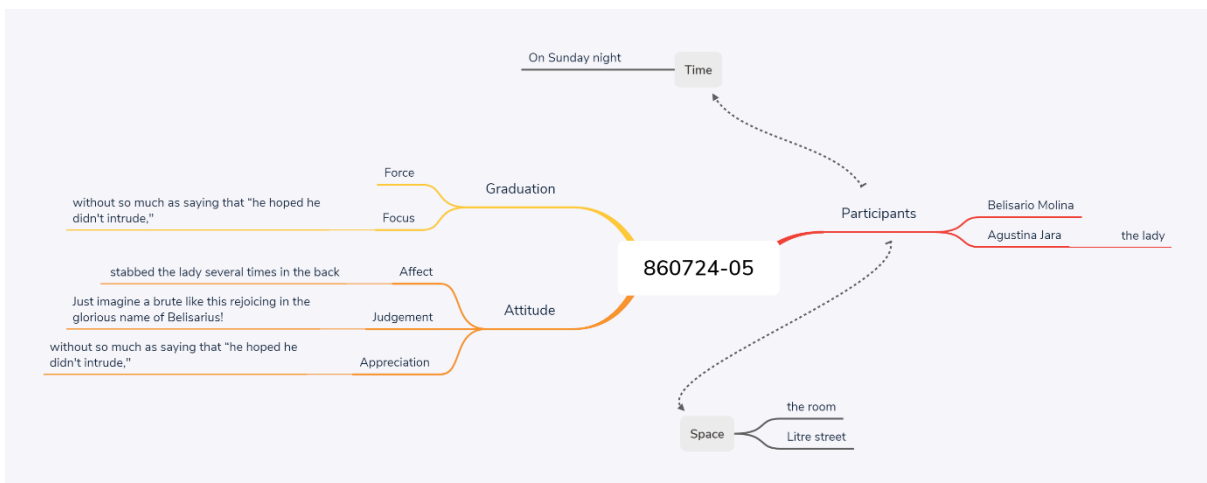 On Sunday night
Time
Force
Graduation
without so much as saying that “he hoped he
didn't intrude,"
Focus
Participants
Belisario Molina
Agustina Jara
the lady
860724-05
stabbed the lady several times in the back
Affect
Just imagine a brute like this rejoicing in the
glorious name of Belisarius!
Judgement
Attitude
without so much as saying that “he hoped he
didn't intrude,"
Appreciation
Space
the room
Litre street